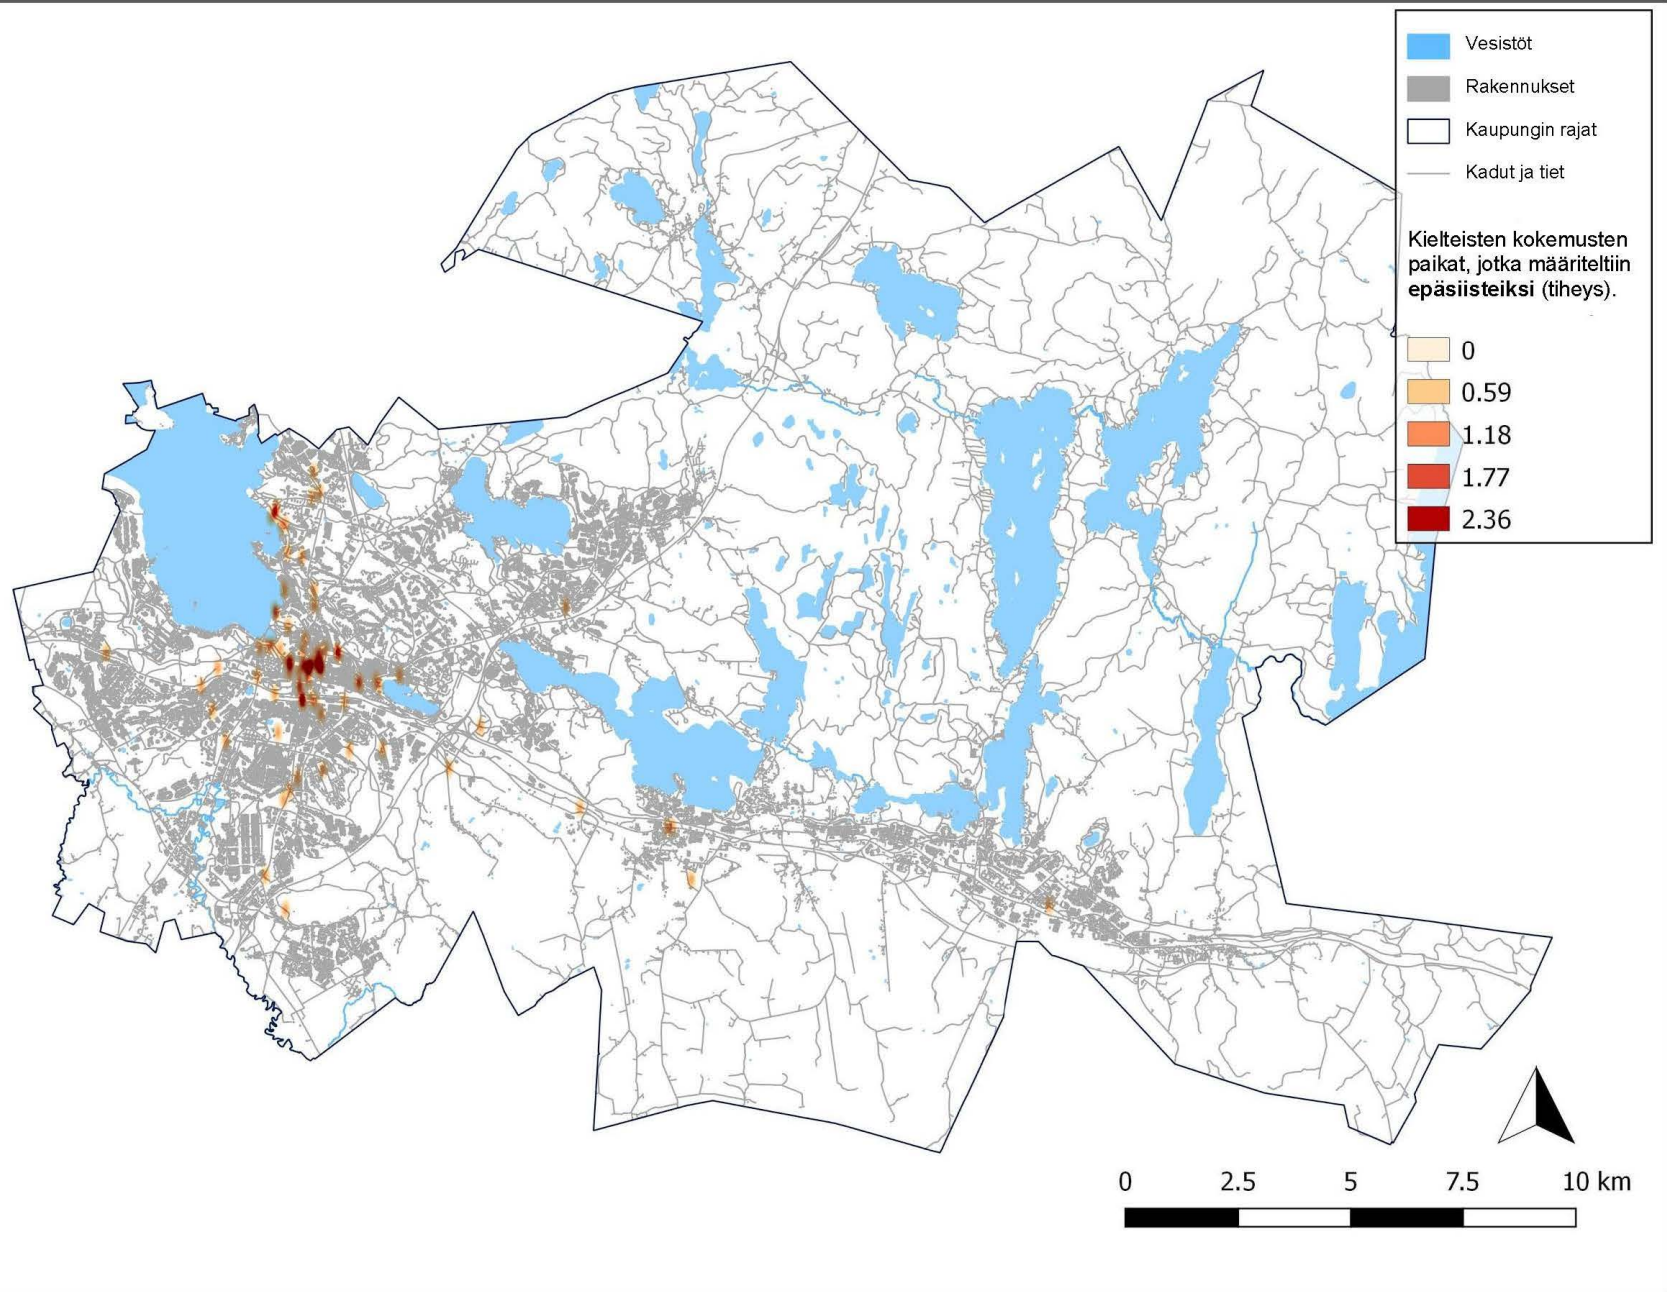 Vesistöt
Rakennukset
Kaupungin rajat
Kadut ja tiet
Kielteisten kokemusten
paikat, jotka määriteltiin
epäsiisteiksi (tiheys).
0
0.59
1.18
1.77
2.36
0 2.5 5 7.5 10 km